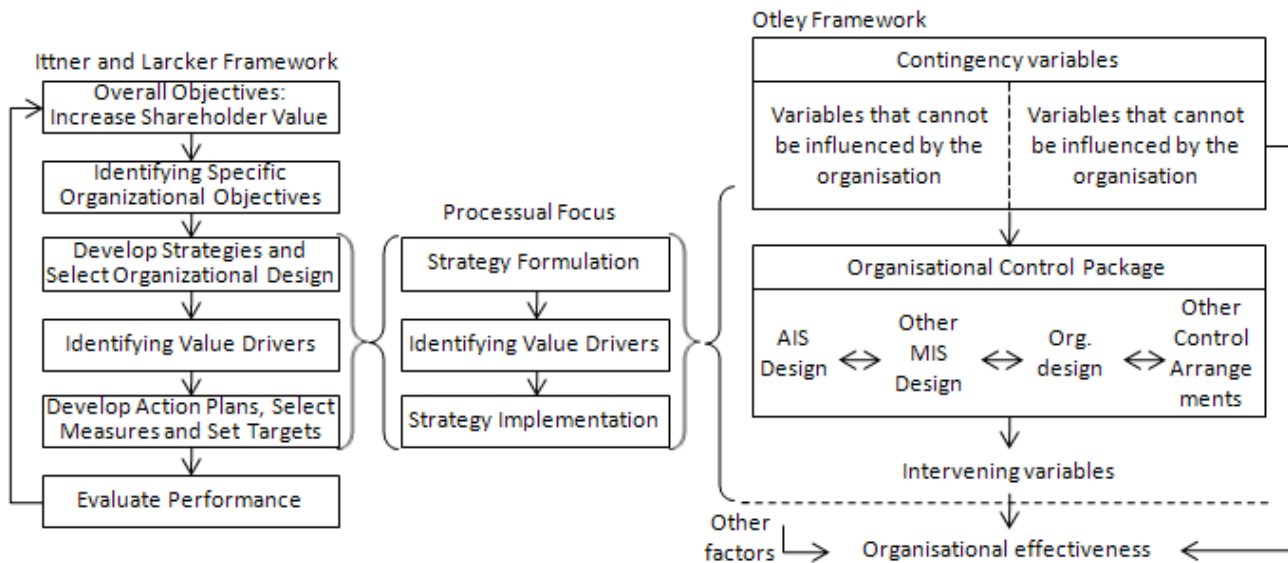 Ittner and Larcker Framework
Overall Objectives:
Increase Shareholder Value
Identifying Specific
Organizational Objectives
Develop Strategies and
Select Organizational Design
Identifying Value Drivers
Develop Action Plans, Select
Measures and Set Targets
Evaluate Performance
Processual Focus
Strategy Formulation
Identifying Value Drivers
Strategy Implementation
Otley Framework
Contingency variables
Variables that cannot
be influenced by the
organisation
Variables that cannot
be influenced by the
organisation
Organisational Control Package
AIS
Design
Other
MIS
Design
Org.
design
Other
Control
Arrange
ments
Intervening variables
Other
factors
Organisational effectiveness